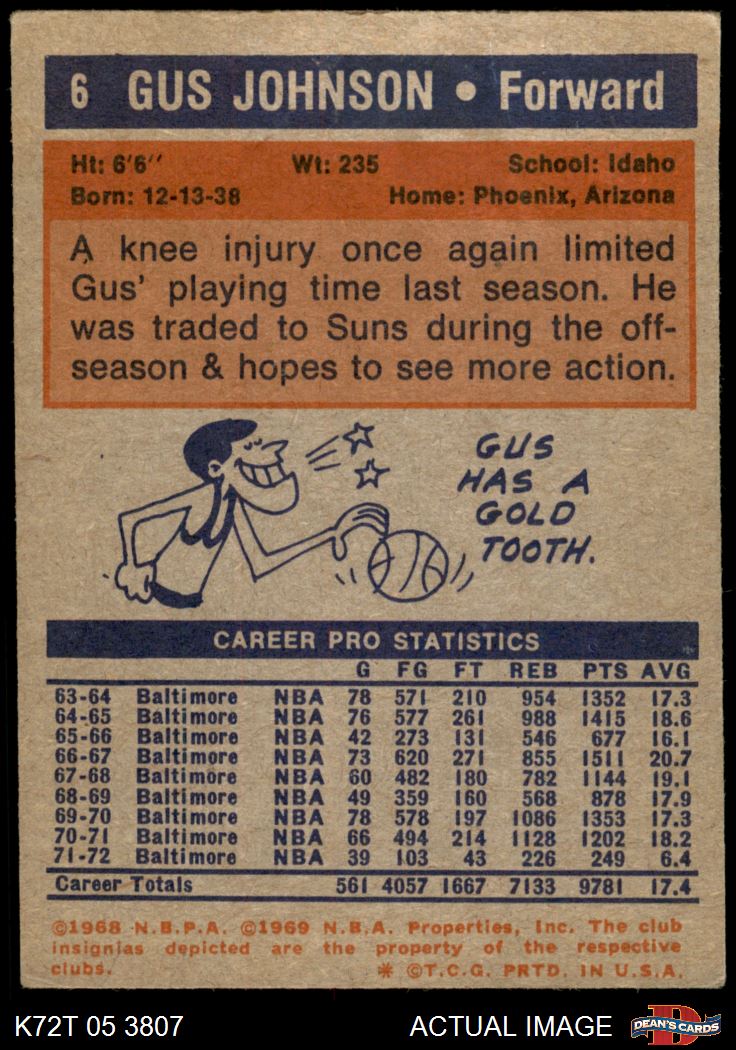 6 GUS JOHNSON • Forward
Ht: 6'6'' Wt: 235 School: Idaho
Born: 12-13-38 Home: Phoenix, Arizona
A knee injury once again limited
Gus' playing time last season. He
was traded to Suns during the off-
season & hopes to see more action.
GUS
HAS A
GOLD
TOOTH.
CAREER PRO STATISTICS
G FG FT REB PTS AVG
63-64 Baltimore NBA 78 571 210 954 1352 17.3
64-65 Baltimore NBA 76 577 261 988 1415 18.6
65-66 Baltimore NBA 42 273 131 546 677 16.1
66-67 Baltimore NBA 73 620 271 855 1511 20.7
67-68 Baltimore NBA 60 482 180 782 1144 19.1
68-69 Baltimore NBA 49 359 160 568 878 17.9
69-70 Baltimore NBA 78 578 197 1086 1353 17.3
70-71 Baltimore NBA 66 494 214 1128 1202 18.2
71-72 Baltimore NBA 39 103 43 226 249 6.4
Career Totals 561 4057 1667 7133 9781 17.4
©1968 N.B.P.A. ©1969 N.B.A. Properties, Inc. The club
insignias depicted are the property of the respective
clubs. * ©T.C.G. PRTD. IN U.S.A.
K72T 05 3807 ACTUAL IMAGE D DEAN'S CARDS